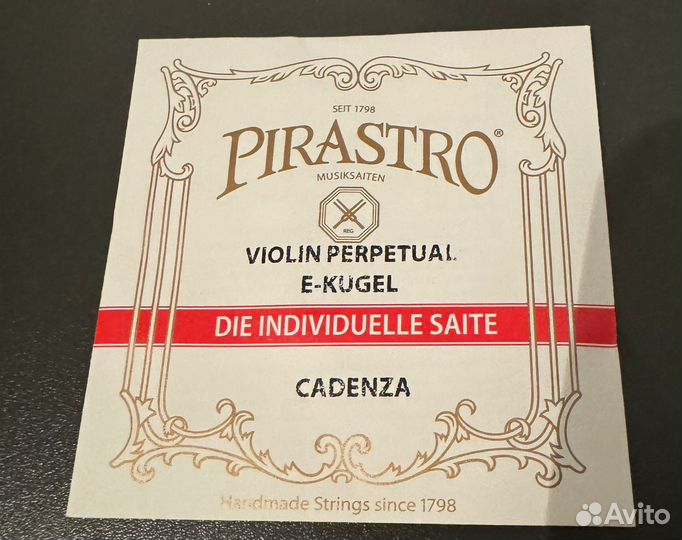 SEIT 1798
PIRASTRO®
MUSIKSAITEN
REG
VIOLIN PERPETUAL
E-KUGEL
DIE INDIVIDUELLE SAITE
CADENZA
Handmade Strings since 1798
Avito